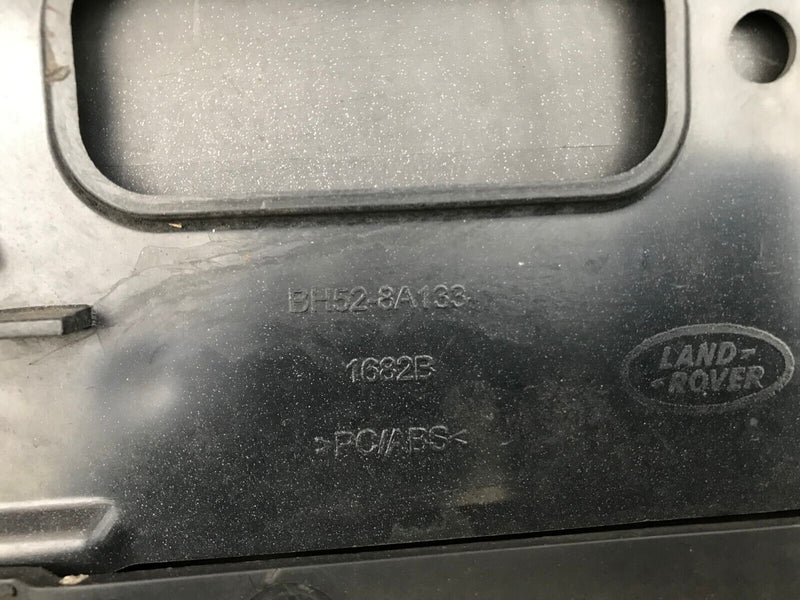 BH52-8A133
1682B
>PC//ABS<
LAND-
-ROVER